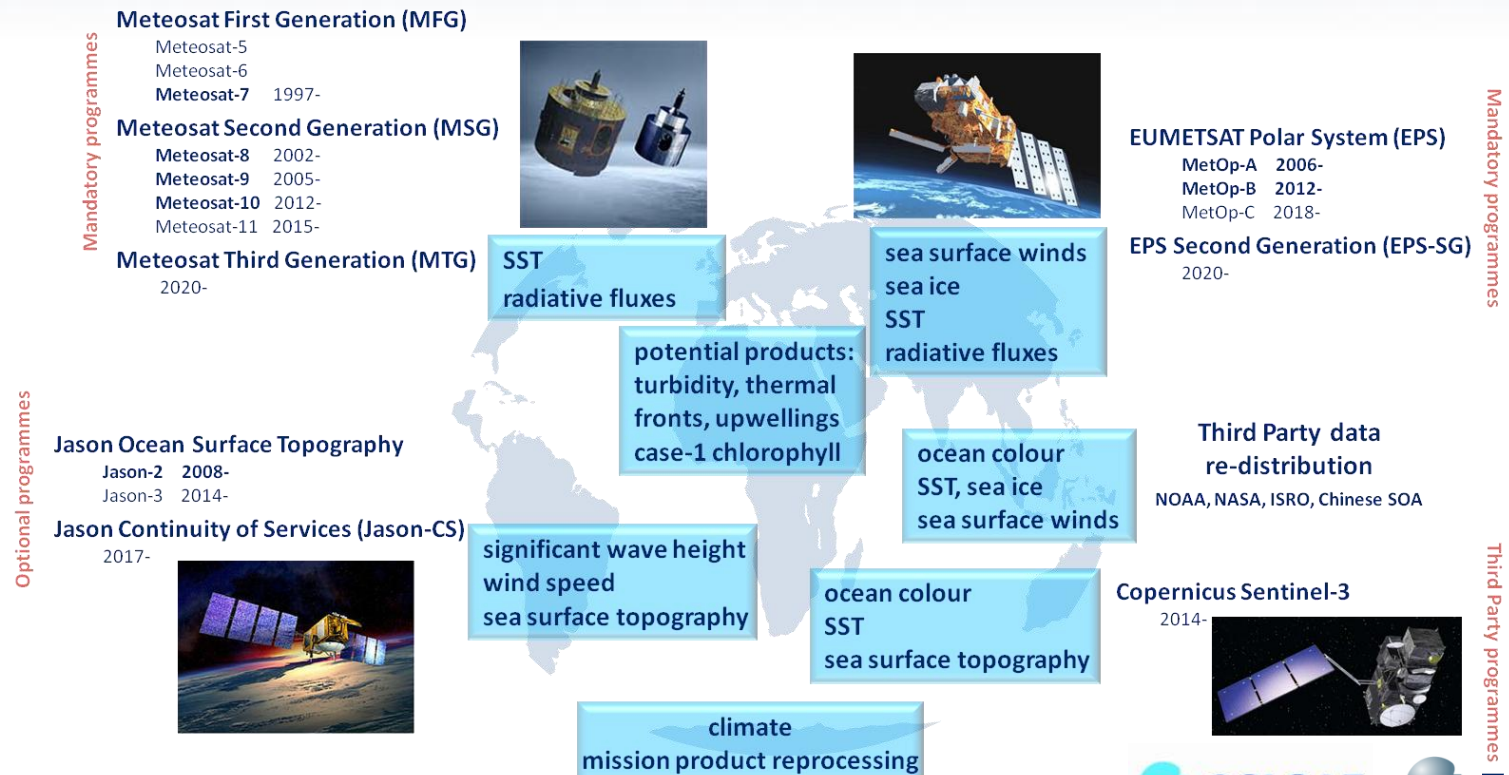 Mandatory programmes
Meteosat First Generation (MFG)
Meteosat-5
Meteosat-6
Meteosat-7 1997-
Meteosat Second Generation (MSG)
Meteosat-8 2002-
Meteosat-9 2005-
Meteosat-10 2012-
Meteosat-11 2015-
Meteosat Third Generation (MTG)
2020-
SST
radiative fluxes
sea surface winds
sea ice
SST
radiative fluxes
EUMETSAT Polar System (EPS)
MetOp-A 2006-
MetOp-B 2012-
MetOp-C 2018-
EPS Second Generation (EPS-SG)
2020-
Mandatory programmes
potential products:
turbidity, thermal
fronts, upwellings
case-1 chlorophyll
Optional programmes
Jason Ocean Surface Topography
Jason-2 2008-
Jason-3 2014-
Jason Continuity of Services (Jason-CS)
2017-
significant wave height
wind speed
sea surface topography
ocean colour
SST, sea ice
sea surface winds
Third Party data
re-distribution
NOAA, NASA, ISRO, Chinese SOA
ocean colour
SST
sea surface topography
Copernicus Sentinel-3
2014-
Third Party programmes
climate
mission product reprocessing